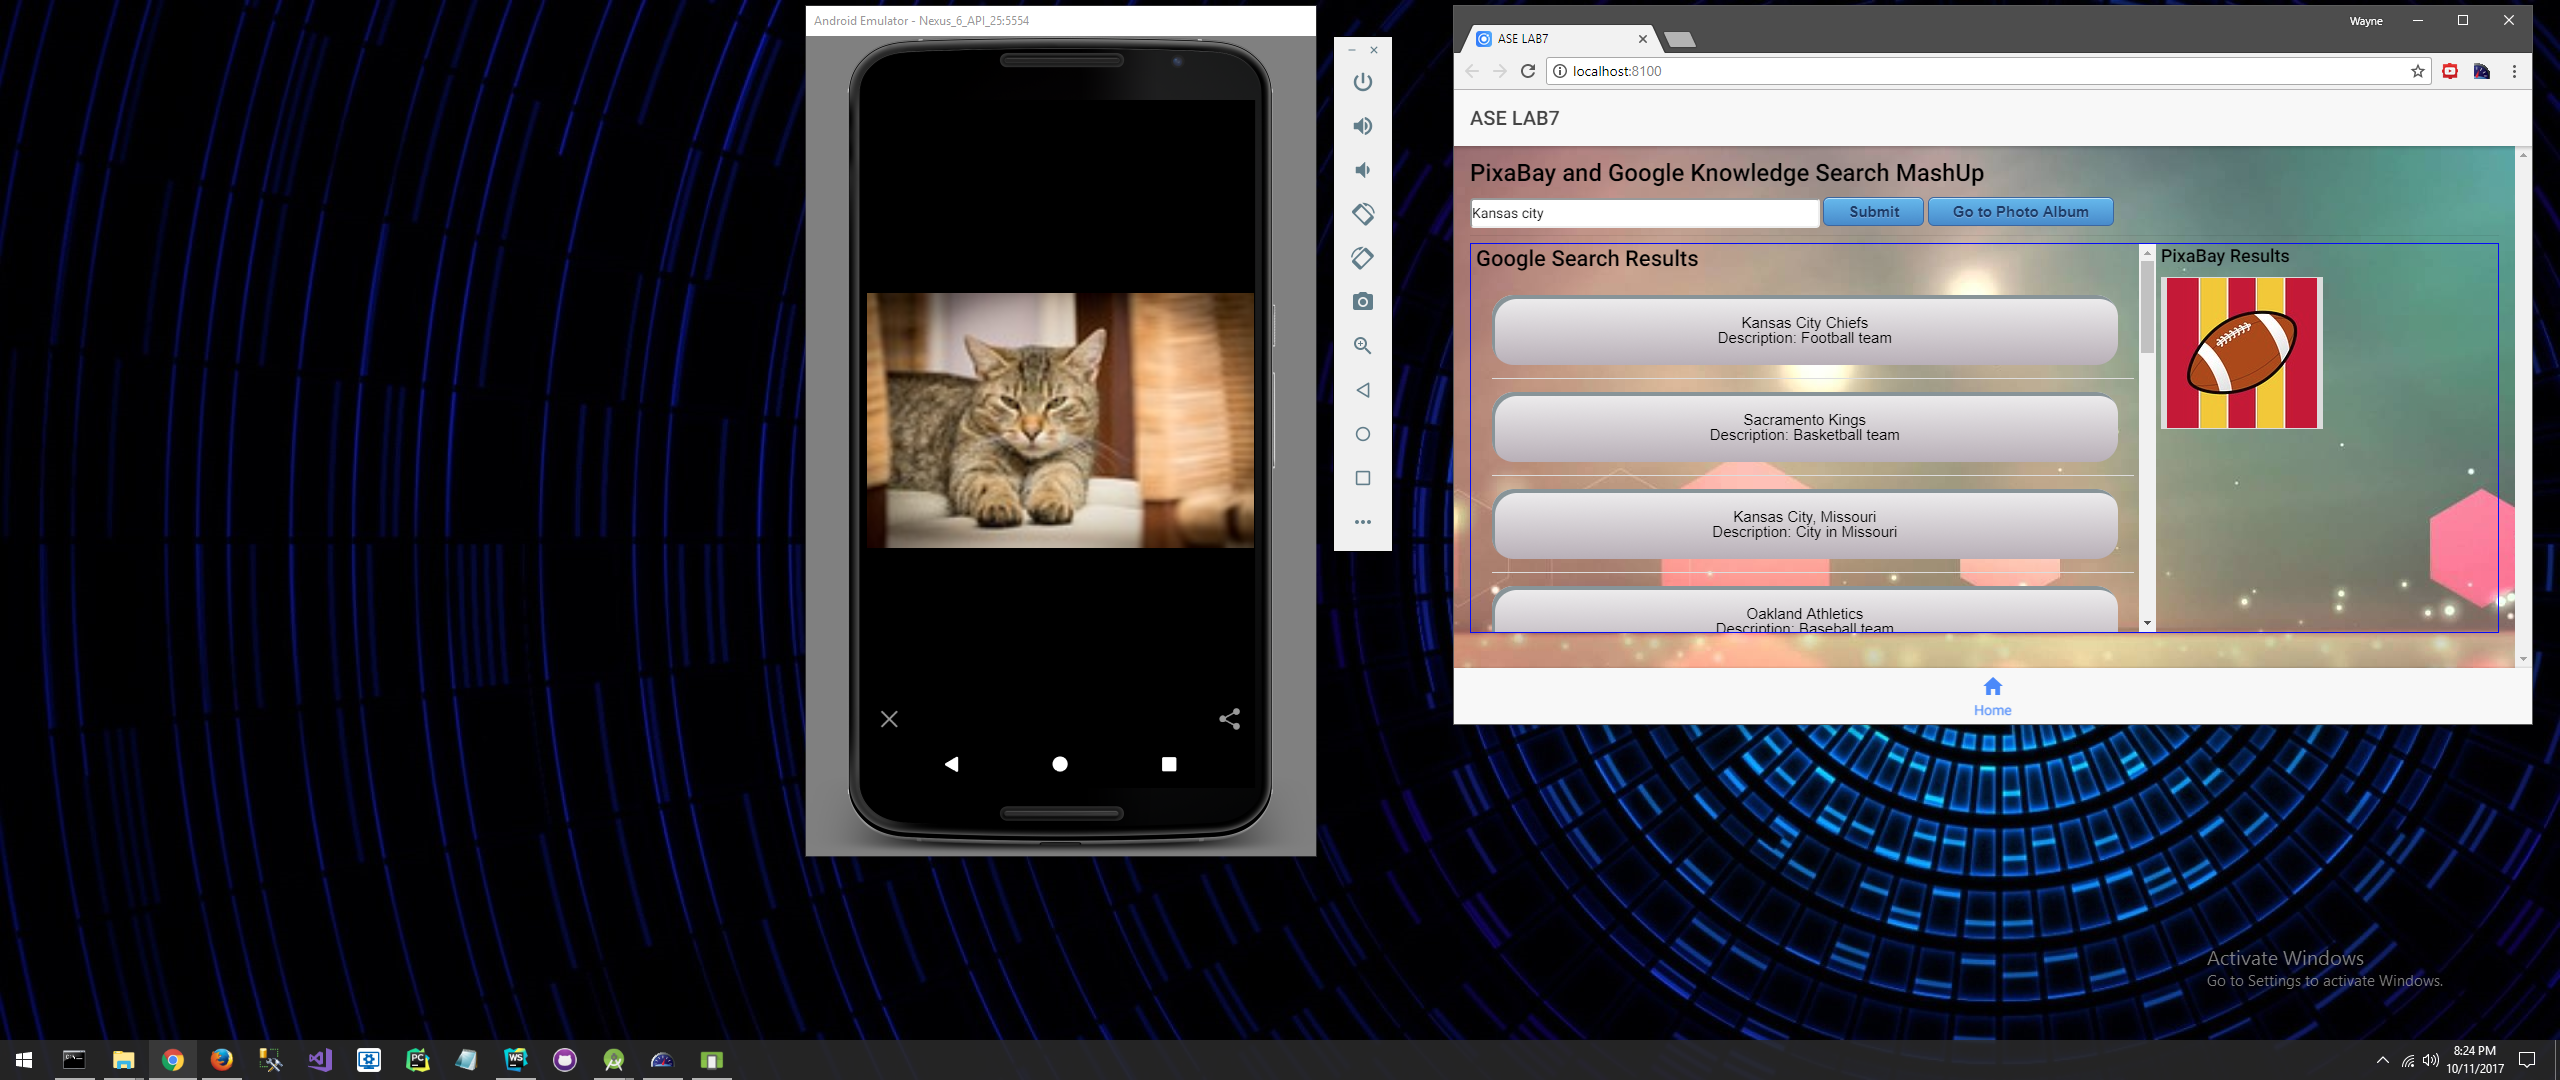 Android Emulator - Nexus_6_API_25:5554
Wayne
ASE LAB7
localhost:8100
ASE LAB7
PixaBay and Google Knowledge Search MashUp
Kansas city
Submit
Go to Photo Album
Google Search Results
Kansas City Chiefs
Description: Football team
Sacramento Kings
Description: Basketball team
Kansas City, Missouri
Description: City in Missouri
Oakland Athletics
Description: Baseball team
PixaBay Results
Home
Activate Windows
Go to Settings to activate Windows.
PC
WS
8:24 PM
10/11/2017